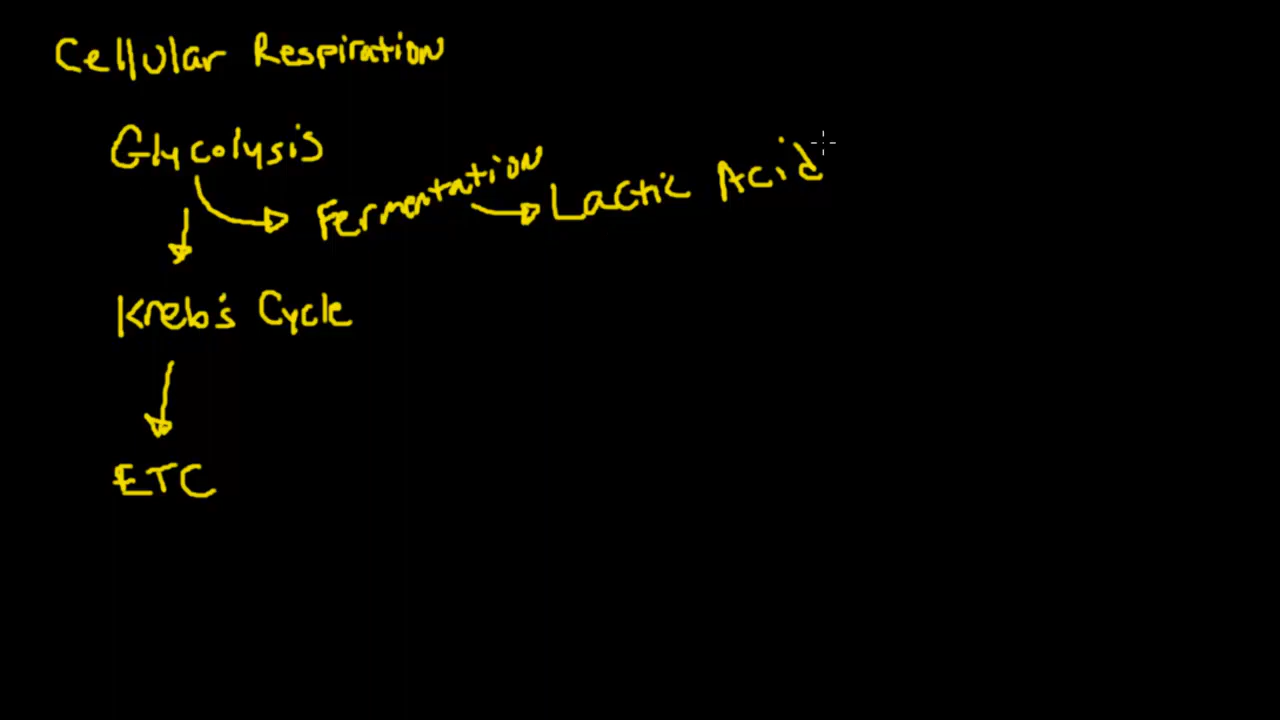 Cellular Respiration
Glycolysis
Fermentation
Lactic Acid
Kreb's Cycle
ETC